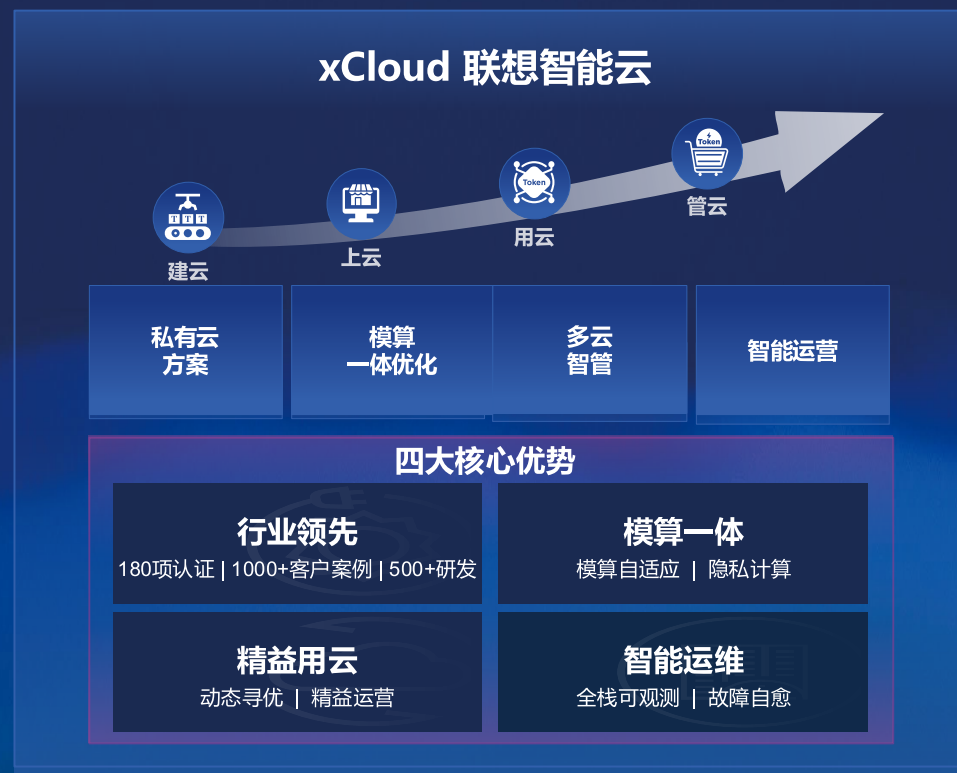 xCloud 联想智能云
T T T
Token
Token
建云
上云
用云
管云
私有云
方案
模算
一体优化
多云
智管
智能运营
四大核心优势
行业领先
180项认证 | 1000+客户案例 | 500+研发
模算一体
模算自适应 | 隐私计算
精益用云
动态寻优 | 精益运营
智能运维
全栈可观测 | 故障自愈